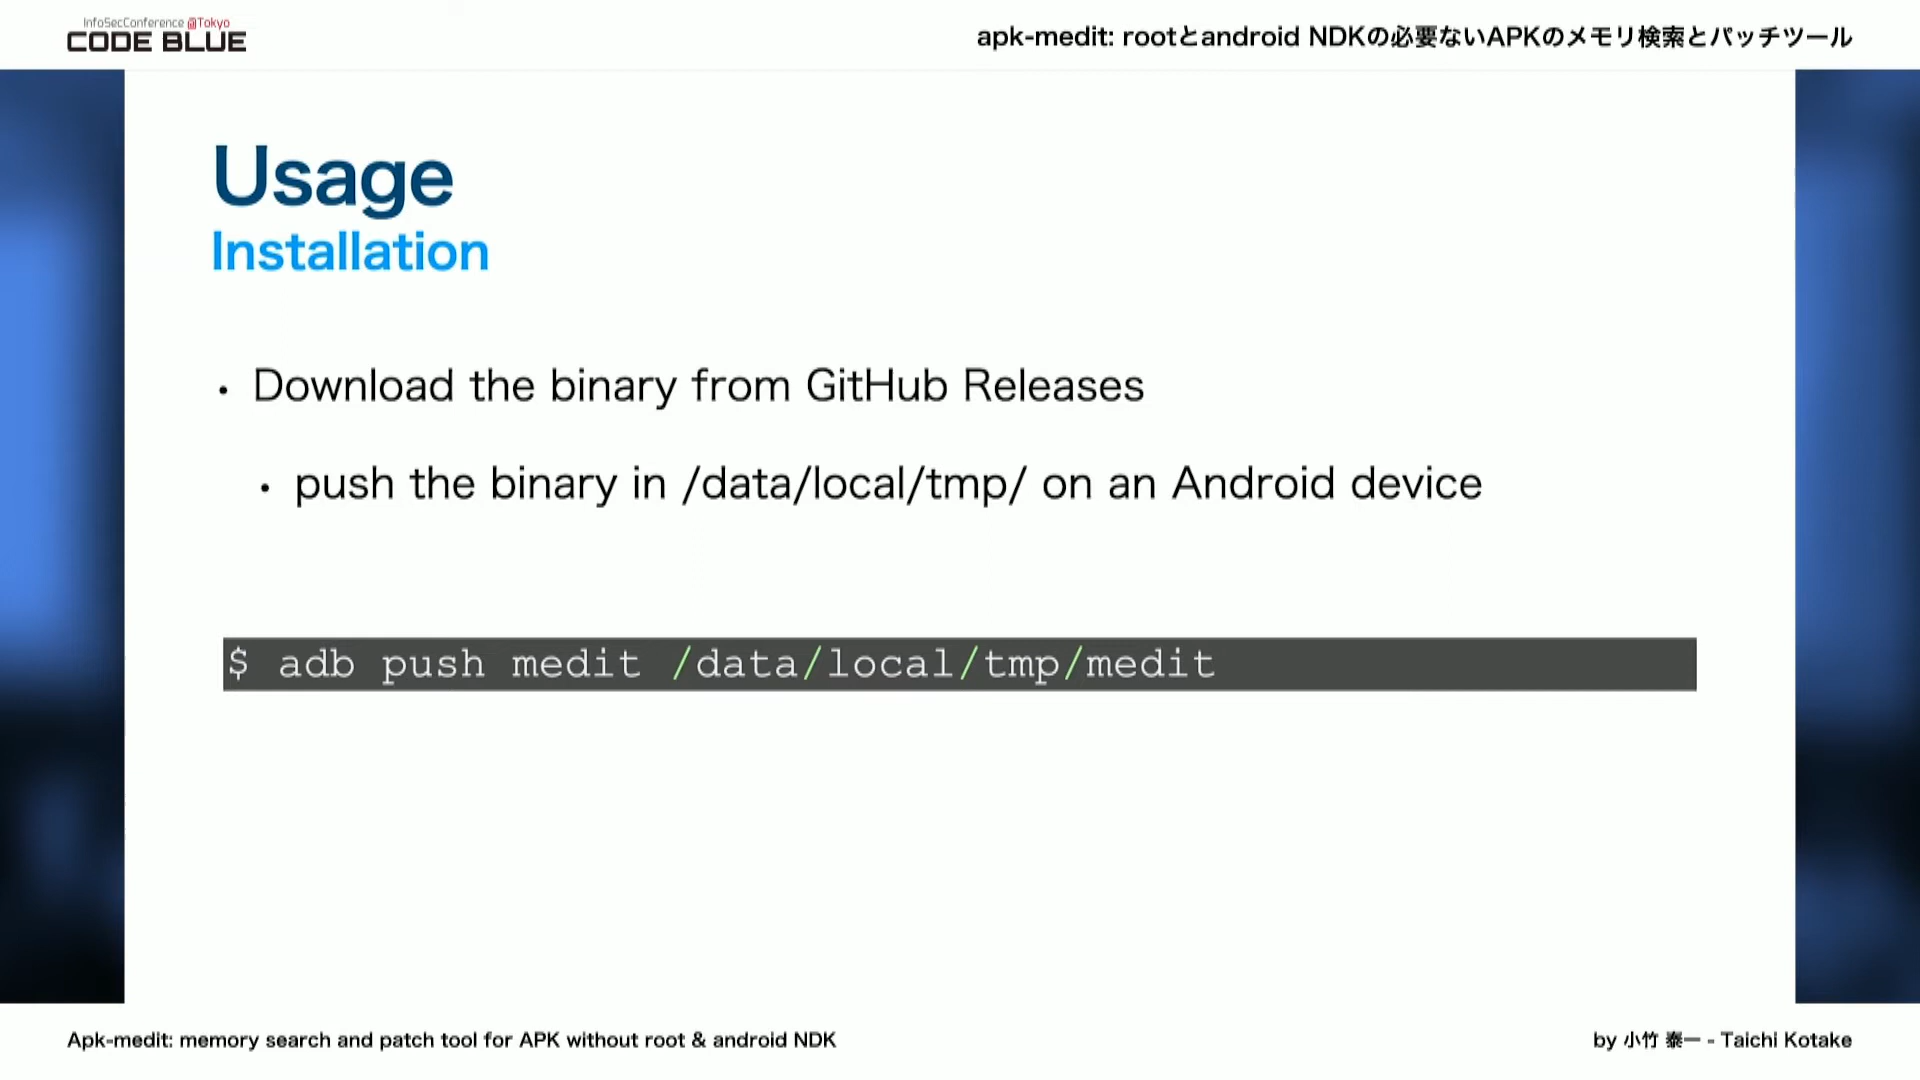 InfoSecConference @Tokyo
CODE BLUE
apk-medit: rootとandroid NDKの必要ないAPKのメモリ検索とパッチツール
Usage
Installation
• Download the binary from GitHub Releases
• push the binary in /data/local/tmp/ on an Android device
$ adb push medit /data/local/tmp/medit
Apk-medit: memory search and patch tool for APK without root & android NDK
by 小竹 泰一 - Taichi Kotake